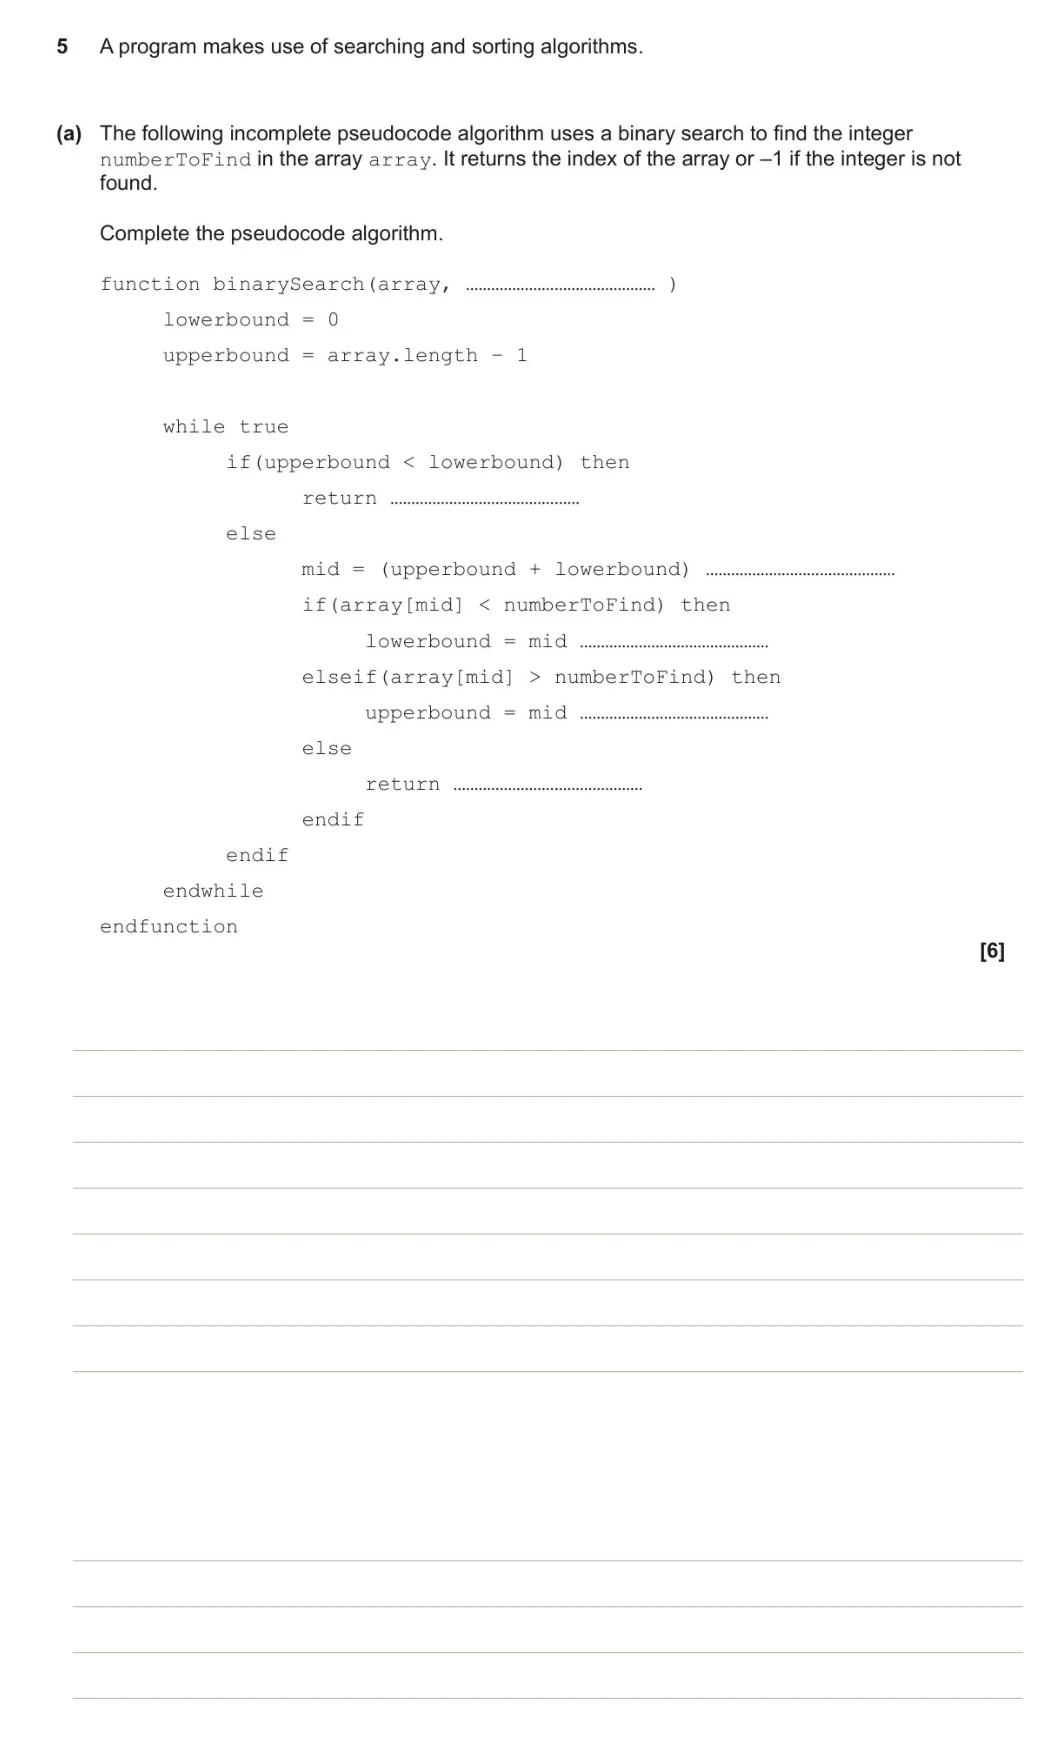 5 A program makes use of searching and sorting algorithms.
(a) The following incomplete pseudocode algorithm uses a binary search to find the integer
numberToFind in the array array. It returns the index of the array or –1 if the integer is not
found.
Complete the pseudocode algorithm.
function binarySearch(array, ............................................. )
lowerbound = 0
upperbound = array.length – 1
while true
if(upperbound < lowerbound) then
return .............................................
else
mid = (upperbound + lowerbound) .............................................
if(array[mid] < numberToFind) then
lowerbound = mid .............................................
elseif(array[mid] > numberToFind) then
upperbound = mid .............................................
else
return .............................................
endif
endif
endwhile
endfunction
[6]